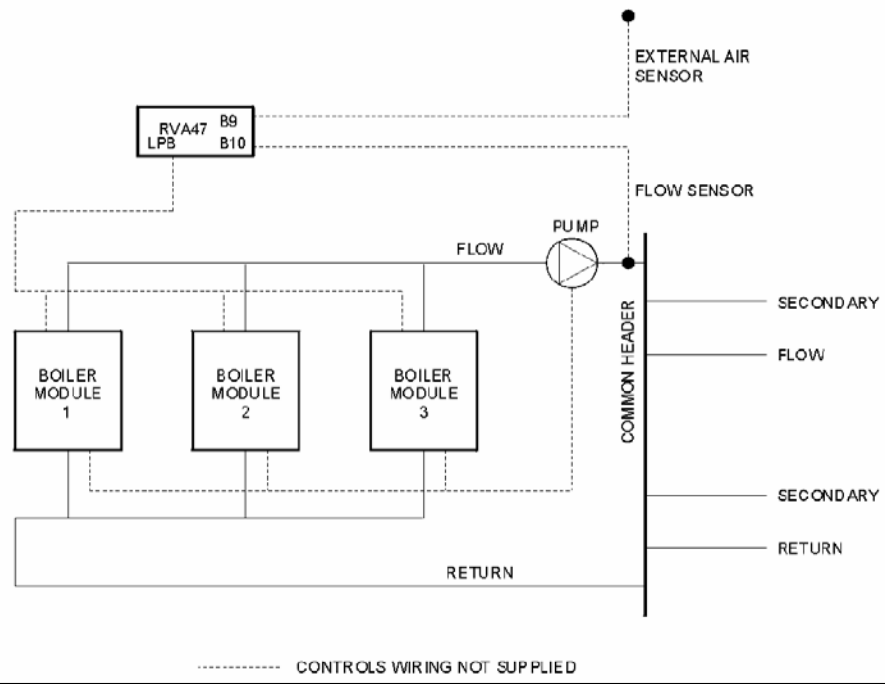 EXTERNAL AIR
SENSOR
RVA47 B9
LPB B10
FLOW SENSOR
PUMP
FLOW
COMMON HEADER
SECONDARY
FLOW
BOILER
MODULE
1
BOILER
MODULE
2
BOILER
MODULE
3
SECONDARY
RETURN
RETURN
CONTROLS WIRING NOT SUPPLIED